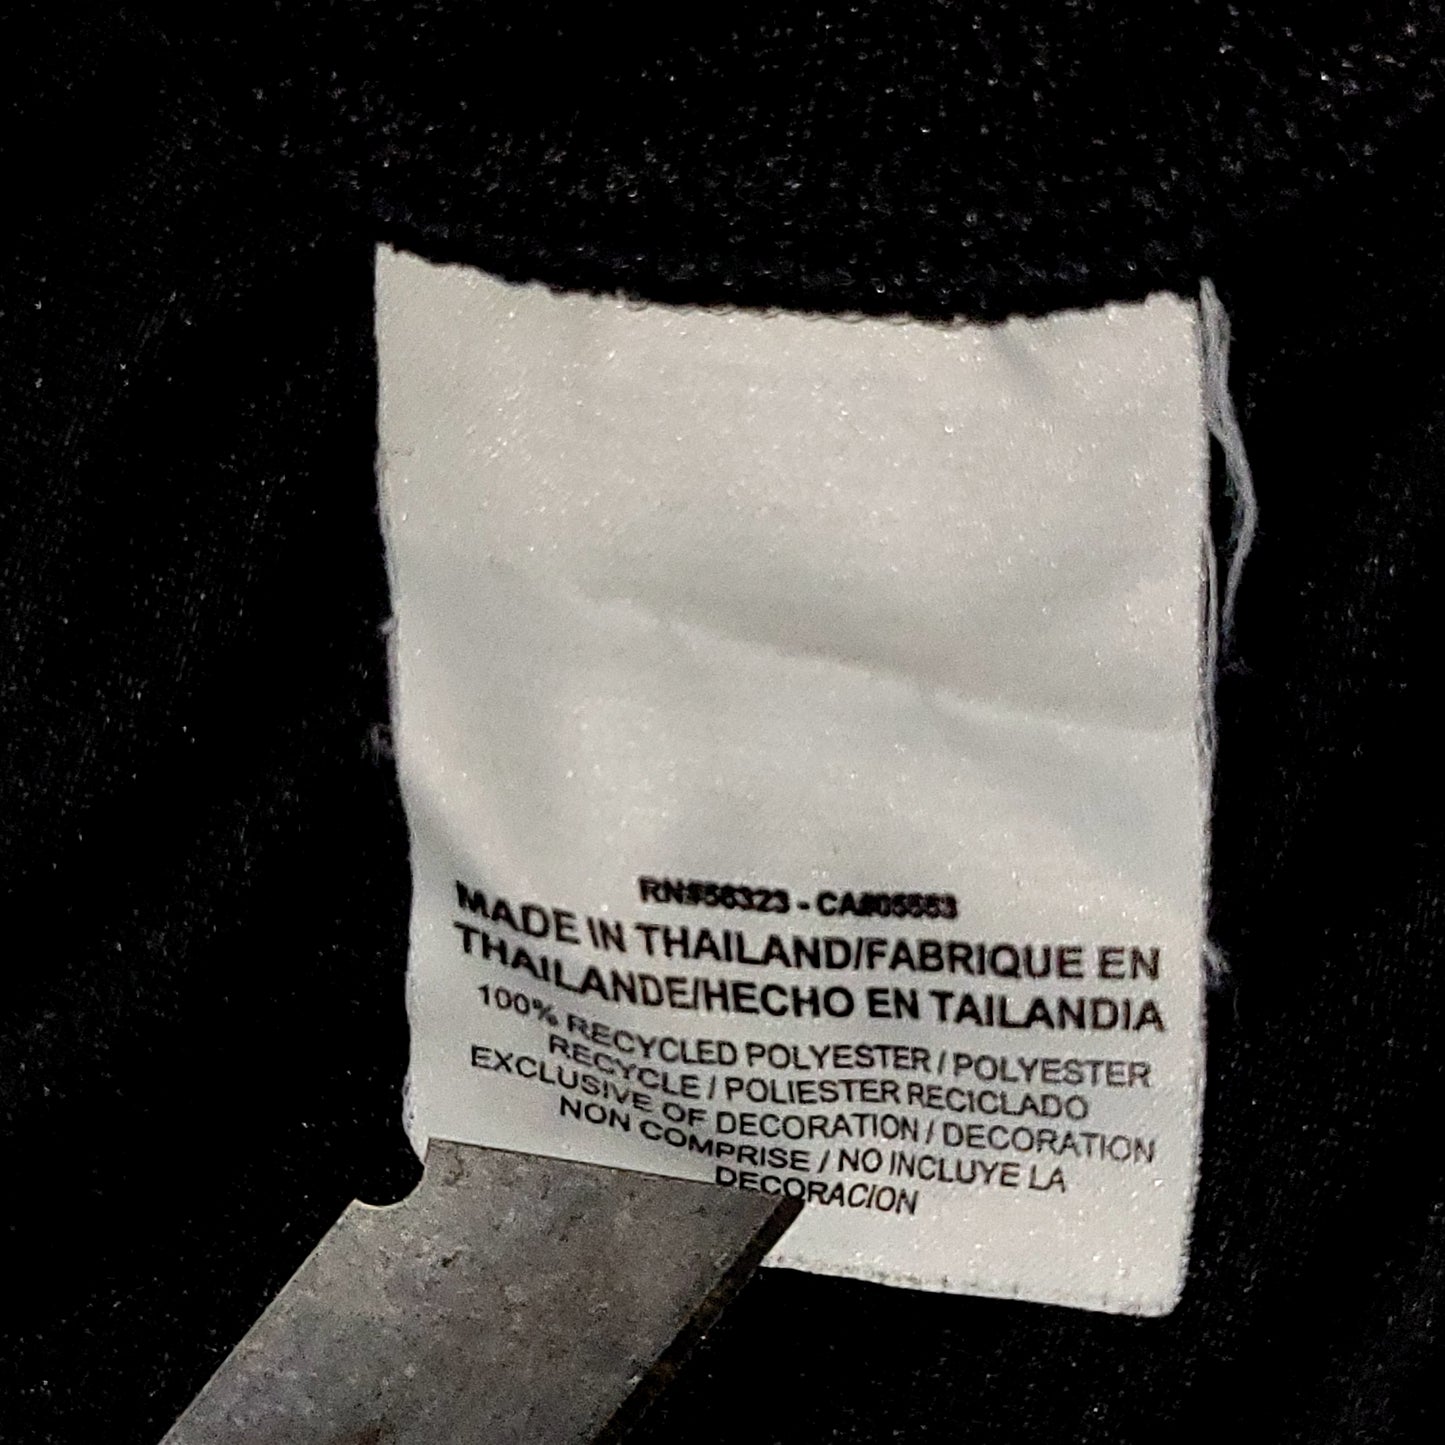 RN#56323 - CA#05553
MADE IN THAILAND/FABRIQUE EN
THAILANDE/HECHO EN TAILANDIA
100% RECYCLED POLYESTER / POLYESTER
RECYCLE / POLIESTER RECICLADO
EXCLUSIVE OF DECORATION / DECORATION
NON COMPRISE / NO INCLUYE LA
DECORACION